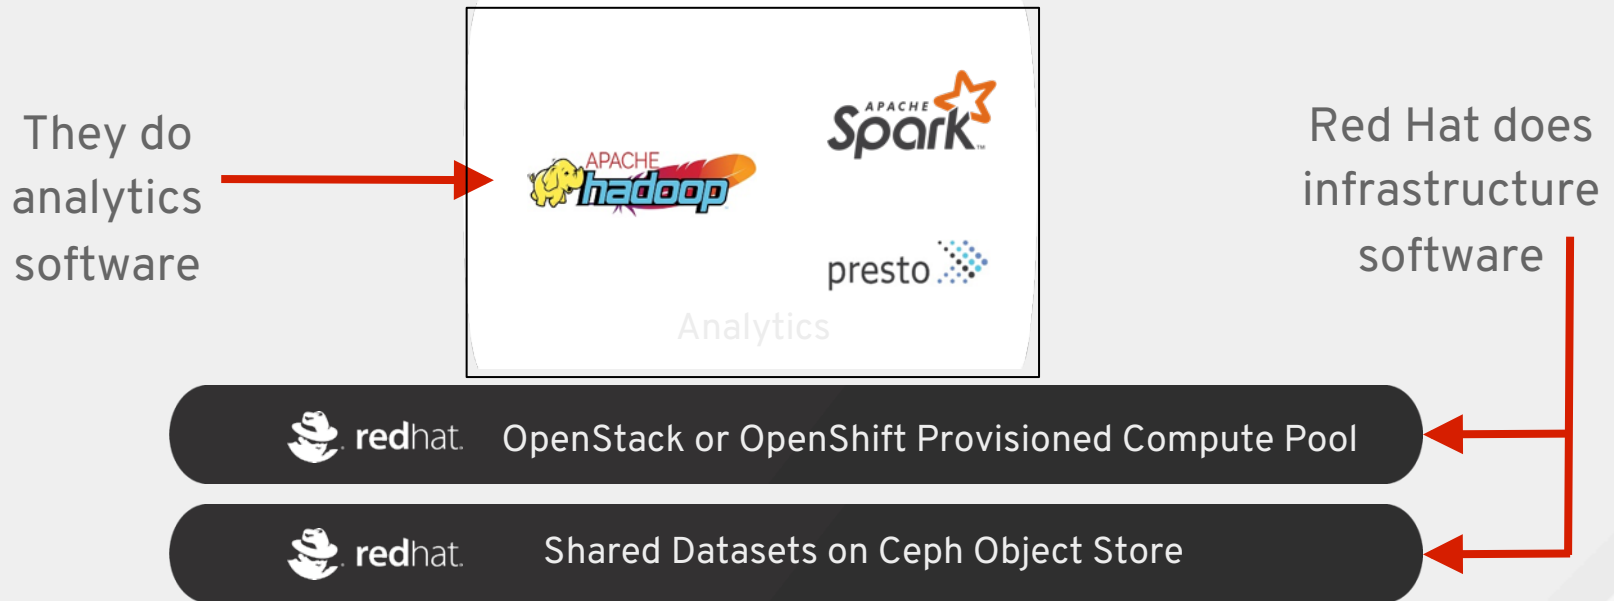 They do
analytics
software
APACHE
hadoop
APACHE
Spark™
presto
Analytics
Red Hat does
infrastructure
software
redhat. OpenStack or OpenShift Provisioned Compute Pool
redhat. Shared Datasets on Ceph Object Store